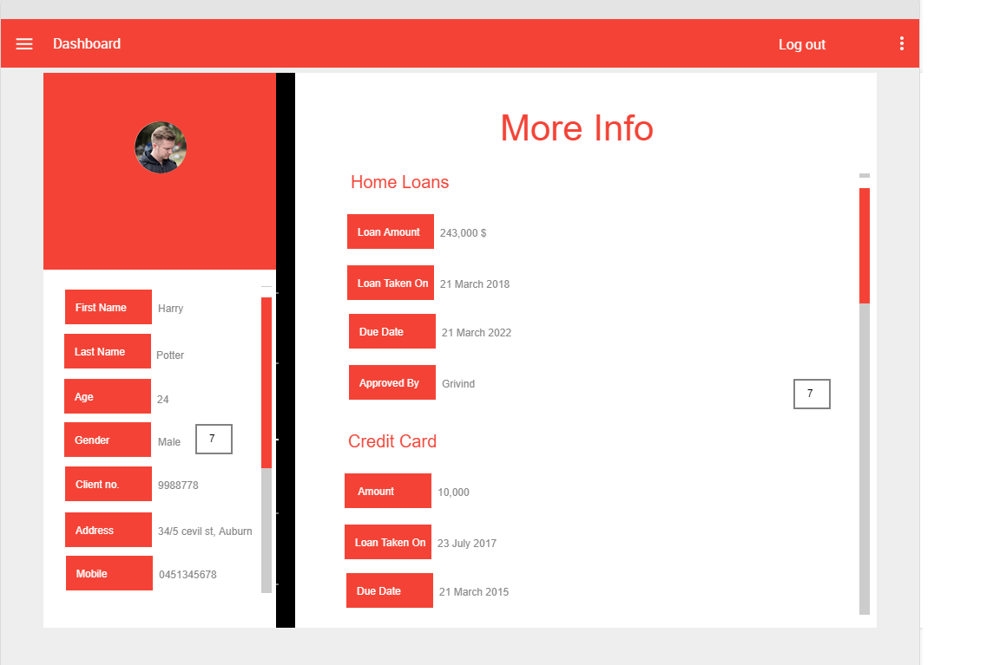 Dashboard
Log out
First Name Harry
Last Name Potter
Age 24
Gender Male 7
Client no. 9988778
Address 34/5 cevil st, Auburn
Mobile 0451345678
More Info
Home Loans
Loan Amount 243,000 $
Loan Taken On 21 March 2018
Due Date 21 March 2022
Approved By Grivind
7
Credit Card
Amount 10,000
Loan Taken On 23 July 2017
Due Date 21 March 2015